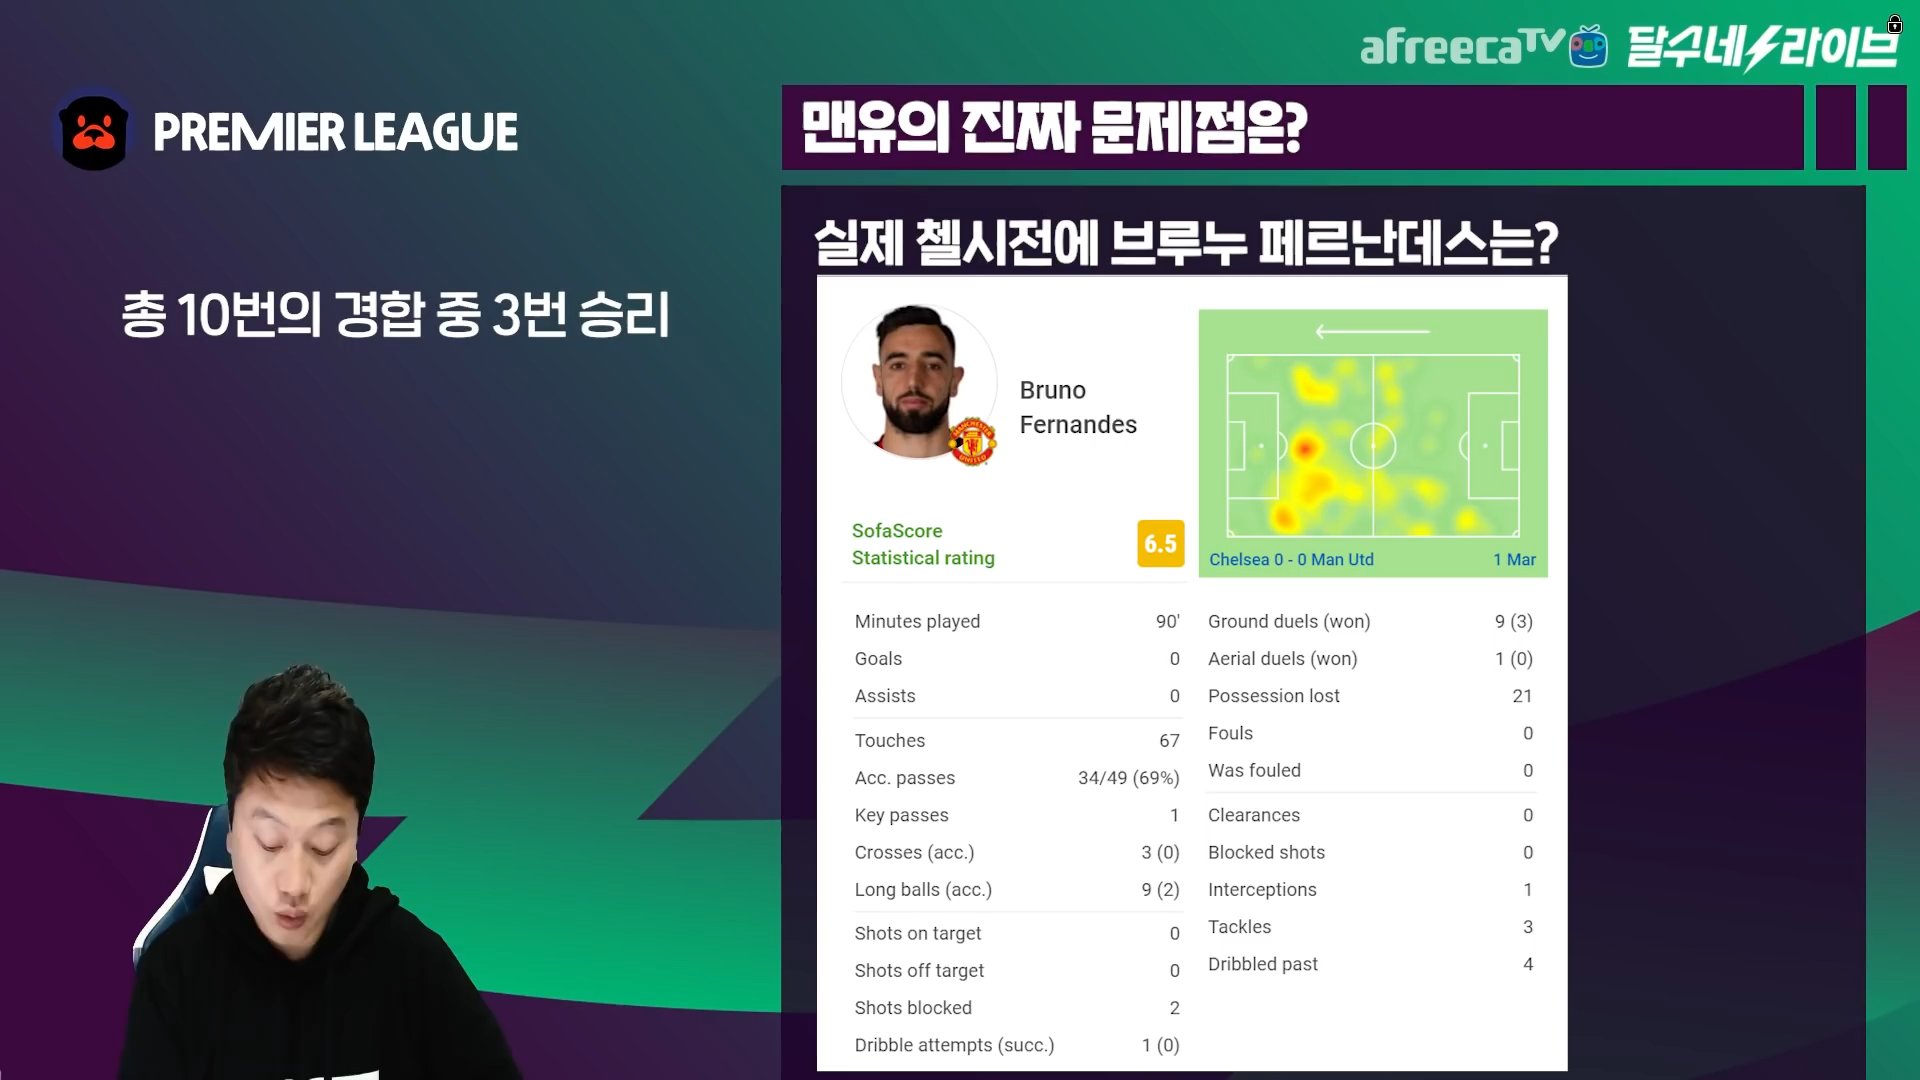 afreecaTV 달수네 라이브
PREMIER LEAGUE
맨유의 진짜 문제점은?
총 10번의 경합 중 3번 승리
실제 첼시전에 브루누 페르난데스는?
Bruno
Fernandes
MANCHESTER
UNITED
SofaScore
Statistical rating
6.5
Chelsea 0 - 0 Man Utd 1 Mar
Minutes played 90'
Goals 0
Assists 0
Touches 67
Acc. passes 34/49 (69%)
Key passes 1
Crosses (acc.) 3 (0)
Long balls (acc.) 9 (2)
Shots on target 0
Shots off target 0
Shots blocked 2
Dribble attempts (succ.) 1 (0)
Ground duels (won) 9 (3)
Aerial duels (won) 1 (0)
Possession lost 21
Fouls 0
Was fouled 0
Clearances 0
Blocked shots 0
Interceptions 1
Tackles 3
Dribbled past 4